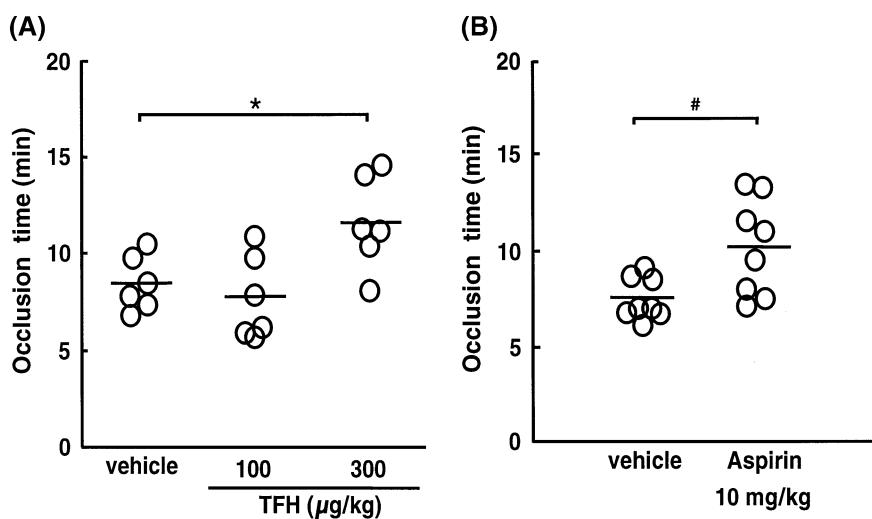 (A)
Occlusion time (min)
20
15
10
5
0
*
vehicle
100
300
TFH (µg/kg)
(B)
Occlusion time (min)
20
15
10
5
0
#
vehicle
Aspirin
10 mg/kg